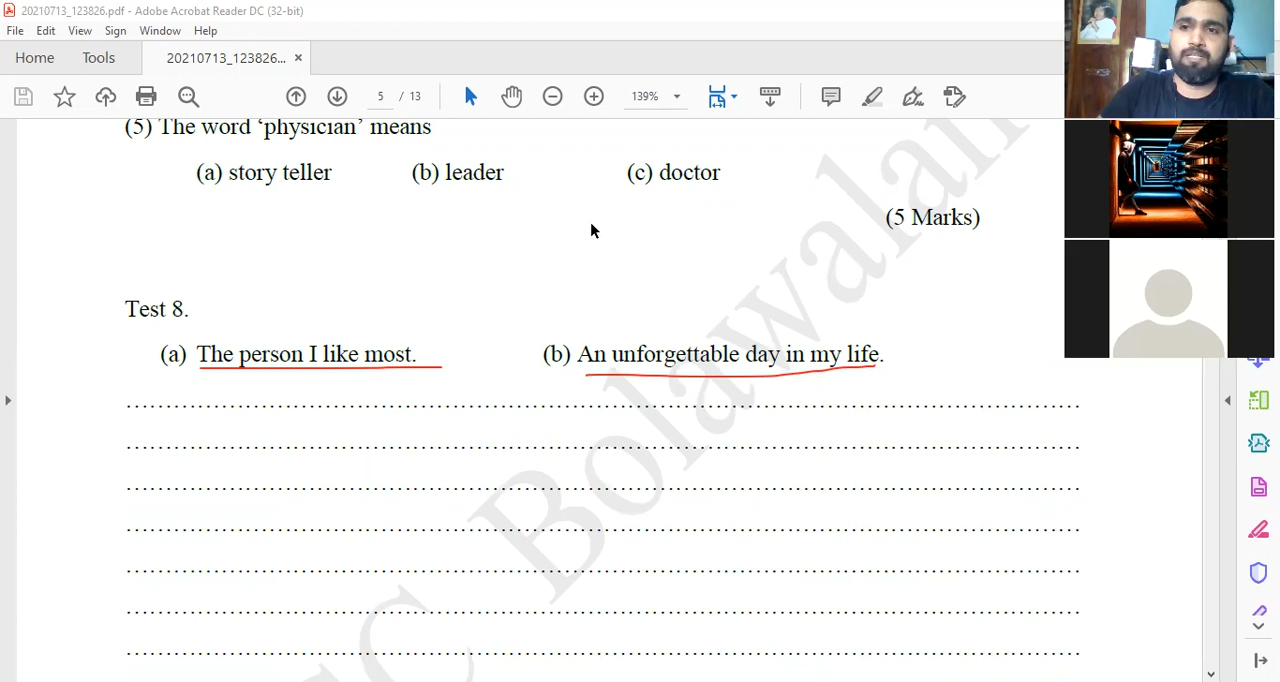 20210713_123826.pdf - Adobe Acrobat Reader DC (32-bit)
File Edit View Sign Window Help
Home Tools 20210713_123826... ×
5 / 13 139%
(5) The word ‘physician’ means
(a) story teller (b) leader (c) doctor
(5 Marks)
Test 8.
(a) The person I like most. (b) An unforgettable day in my life.
....................................................................................................
....................................................................................................
....................................................................................................
....................................................................................................
....................................................................................................
....................................................................................................
....................................................................................................